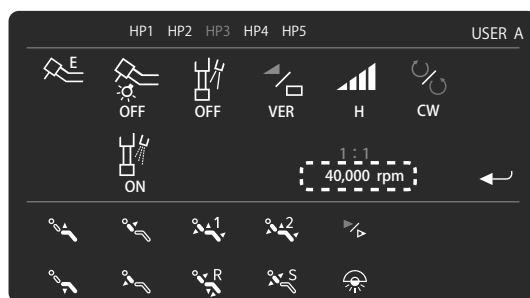 HP1 HP2 HP3 HP4 HP5 USER A
E
OFF OFF VER H CW
ON
1:1
40,000 rpm
1 2
R S